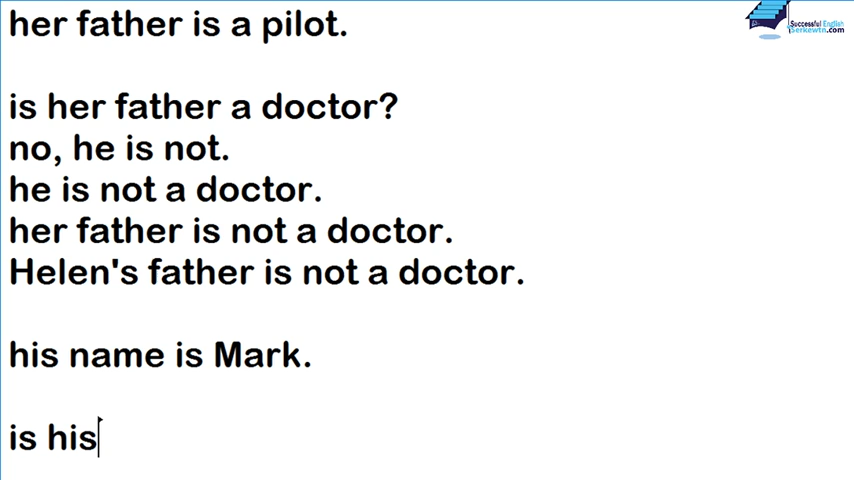 her father is a pilot.
Successful English
Serkewtn.com
is her father a doctor?
no, he is not.
he is not a doctor.
her father is not a doctor.
Helen's father is not a doctor.
his name is Mark.
is his